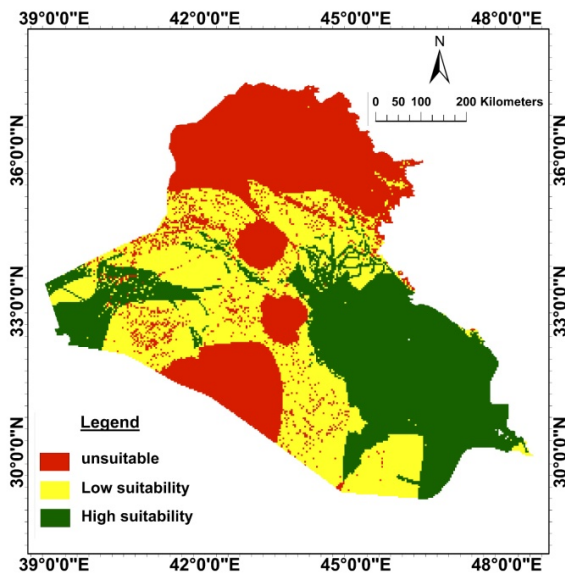 39°0'0"E 42°0'0"E 45°0'0"E 48°0'0"E
N
0 50 100 200 Kilometers
36°0'0"N 36°0'0"N
33°0'0"N 33°0'0"N
30°0'0"N 30°0'0"N
Legend
unsuitable
Low suitability
High suitability
39°0'0"E 42°0'0"E 45°0'0"E 48°0'0"E